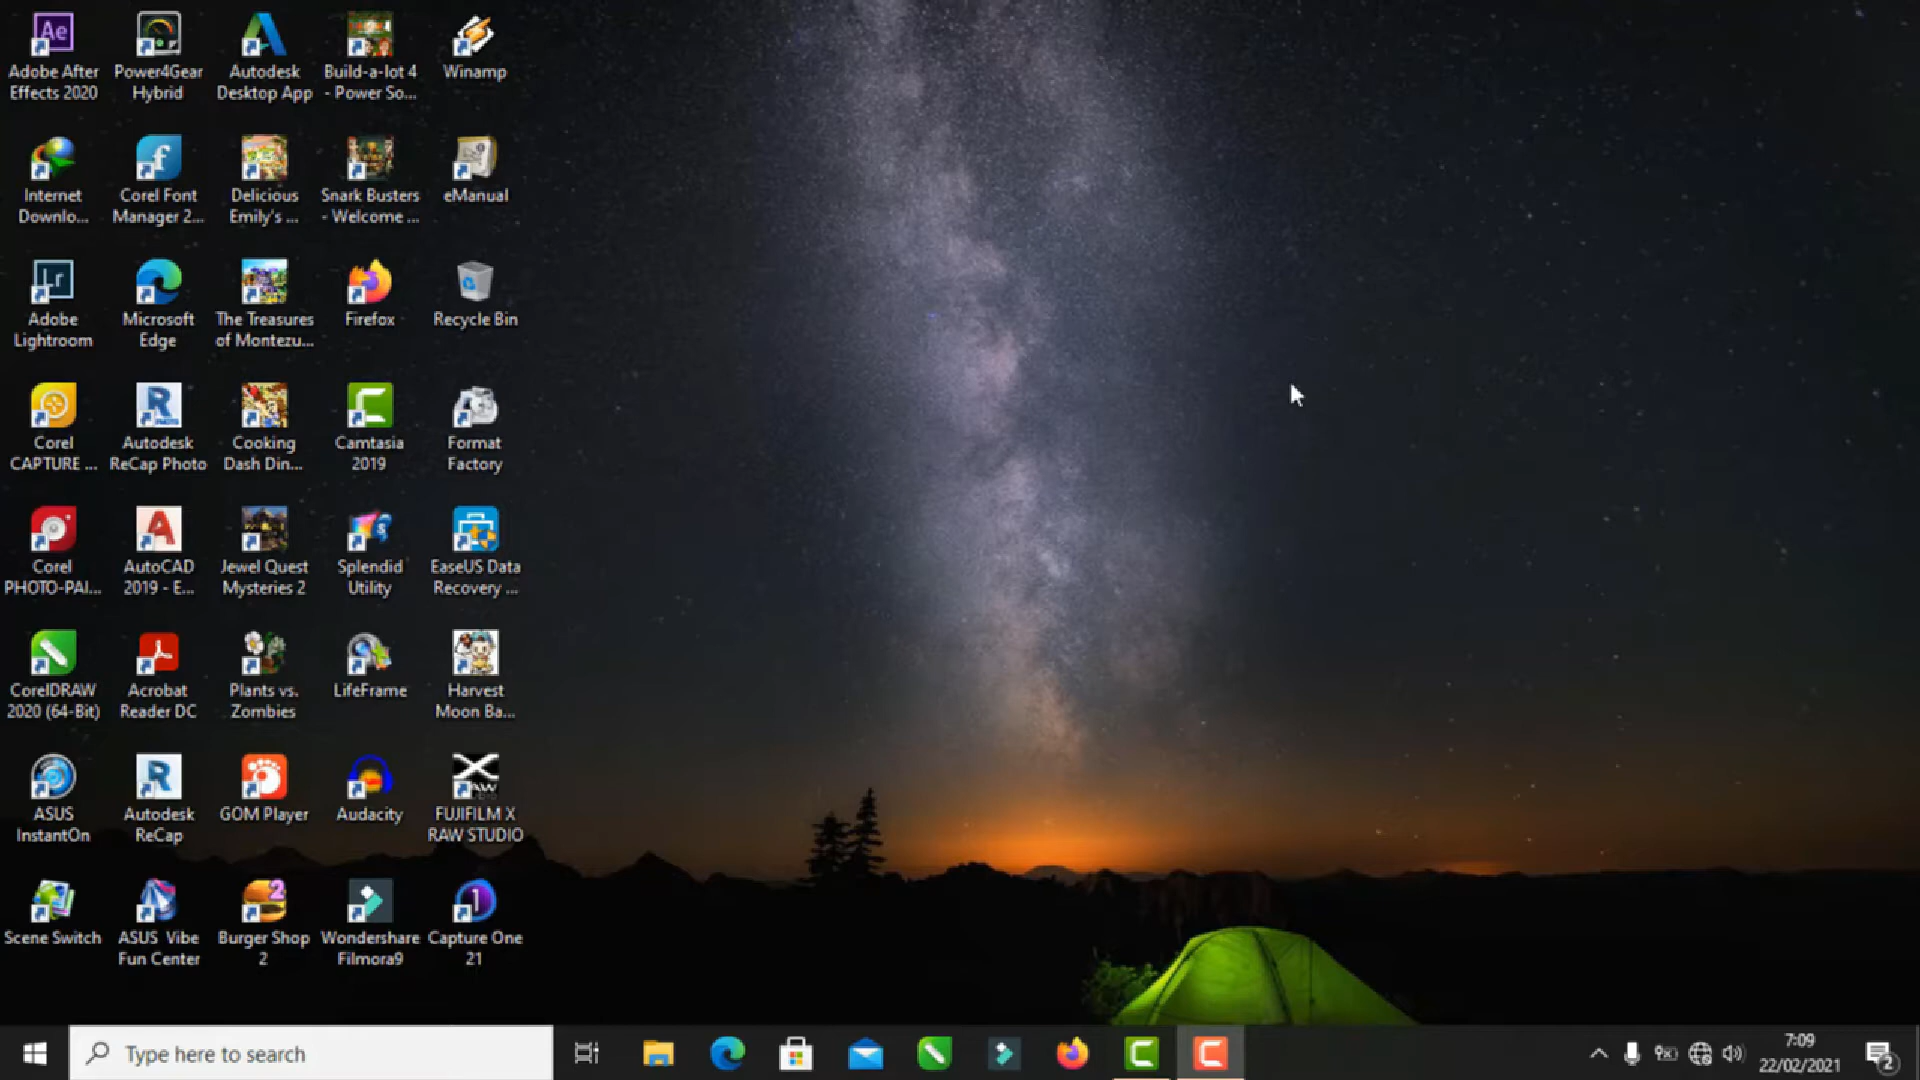 Adobe After
Effects 2020
Power4Gear
Hybrid
Autodesk
Desktop App
Build-a-lot 4
- Power So...
Winamp
Internet
Downlo...
Corel Font
Manager 2...
Delicious
Emily's ...
Snark Busters
- Welcome ...
eManual
Adobe
Lightroom
Microsoft
Edge
The Treasures
of Montezu...
Firefox
Recycle Bin
Corel
CAPTURE ...
Autodesk
ReCap Photo
Cooking
Dash Din...
Camtasia
2019
Format
Factory
Corel
PHOTO-PAI...
AutoCAD
2019 - E...
Jewel Quest
Mysteries 2
Splendid
Utility
EaseUS Data
Recovery ...
CorelDRAW
2020 (64-Bit)
Acrobat
Reader DC
Plants vs.
Zombies
LifeFrame
Harvest
Moon Ba...
ASUS
InstantOn
Autodesk
ReCap
GOM Player
Audacity
FUJIFILM X
RAW STUDIO
Scene Switch
ASUS Vibe
Fun Center
Burger Shop
2
Wondershare
Filmora9
Capture One
21
Type here to search
7:09
22/02/2021
2